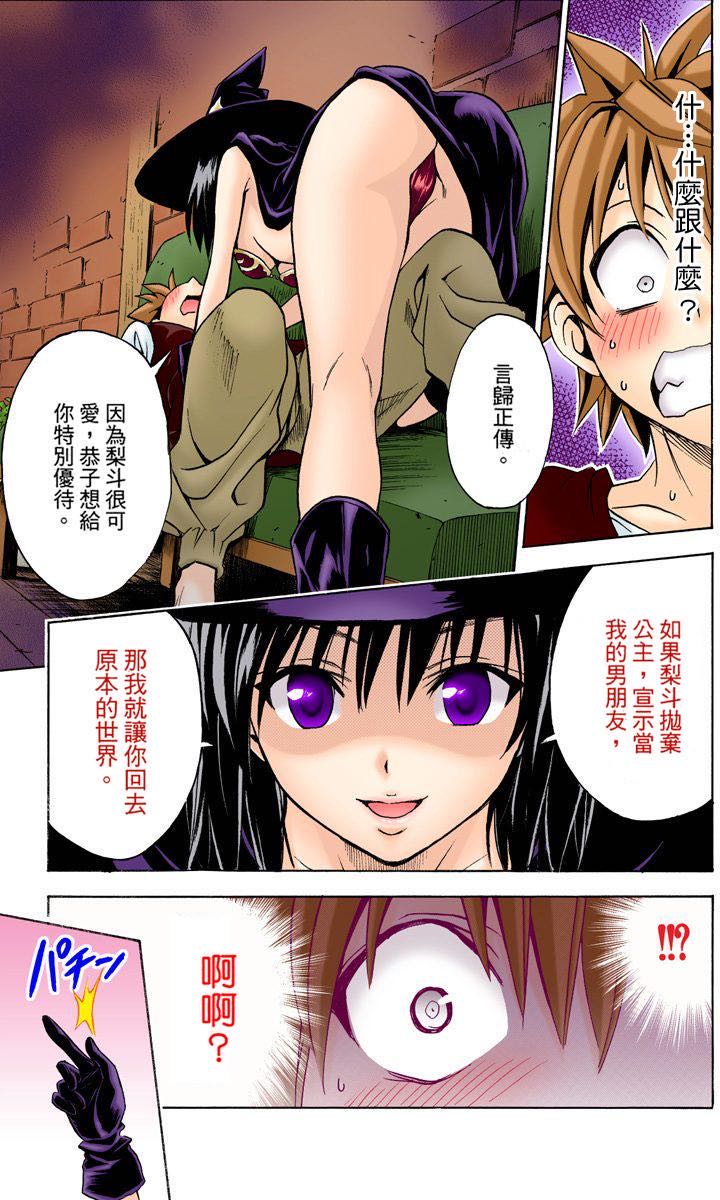 什…什麼跟什麼？
言歸正傳。
因為梨斗很可
愛，恭子想給
你特別優待。
如果梨斗拋棄
公主，宣示當
我的男朋友，
那我就讓你回去
原本的世界。
!!?
啊啊？
パチン